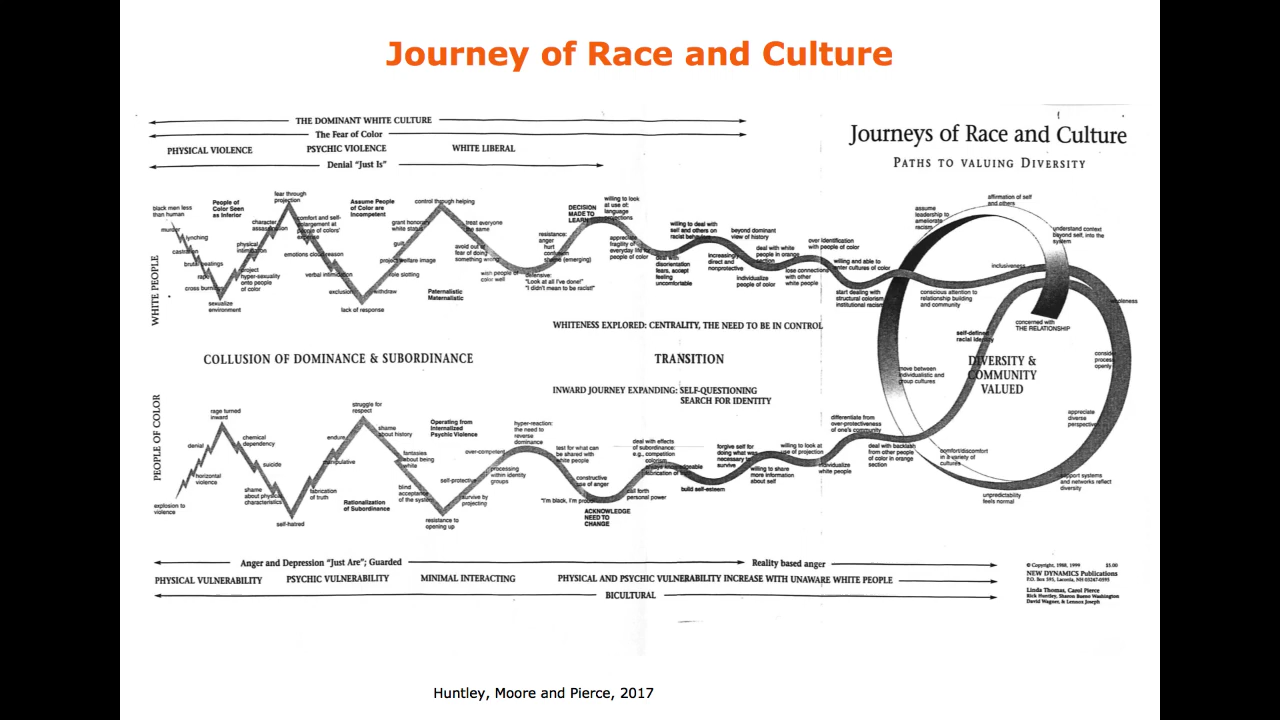 Journey of Race and Culture
THE DOMINANT WHITE CULTURE
The Fear of Color
PHYSICAL VIOLENCE
PSYCHIC VIOLENCE
WHITE LIBERAL
Denial "Just Is"
Journeys of Race and Culture
PATHS TO VALUING DIVERSITY
WHITE PEOPLE
black men less
than human
murder
lynching
castration
brutal beatings
rape
cross burnings
sexualize
environment
People of
Color Seen
as Inferior
physical
intimidation
project
hyper-sexuality
onto people
of color
character
assassination
fear through
projection
comfort and self-
enlargement at
people of colors'
expense
emotions cloud reason
verbal intimidation
exclusion
lack of response
withdraw
Assume People
of Color are
Incompetent
role slotting
project welfare image
guilt
grant honorary
white status
control through helping
treat everyone
the same
avoid out of
fear of doing
something wrong
Paternalistic
Maternalistic
with people of
color well
defensive:
"Look at all I've done!"
"I didn't mean to be racist!"
resistance:
anger
hurt
confusion
shame (emerging)
DECISION
MADE TO
LEARN
willing to look
at use of:
language
projections
appreciate
fragility of
everyday life for
people of color
deal with
disorientation
fears, accept
feeling
uncomfortable
willing to deal with
self and others on
racist behaviors
increasingly
direct and
nonprotective
beyond dominant
view of history
individualize
people of color
deal with white
people in orange
section
lose connections
with other
white people
over identification
with people of color
willing and able to
enter cultures of color
start dealing with
structural colorism
institutional racism
assume
leadership to
ameliorate
racism
affirmation of self
and others
understand context
beyond self, into the
system
inclusiveness
conscious attention to
relationship building
and community
wholeness
concerned with
THE RELATIONSHIP
self-defined
racial identity
DIVERSITY &
COMMUNITY
VALUED
consider
process
openly
move between
individualistic and
group cultures
appreciate
diverse
perspectives
comfort/discomfort
in a variety of
cultures
support systems
and networks reflect
diversity
unpredictability
feels normal
WHITENESS EXPLORED: CENTRALITY, THE NEED TO BE IN CONTROL
COLLUSION OF DOMINANCE & SUBORDINANCE
TRANSITION
INWARD JOURNEY EXPANDING: SELF-QUESTIONING
SEARCH FOR IDENTITY
PEOPLE OF COLOR
explosion to
violence
horizontal
violence
denial
rage turned
inward
chemical
dependency
suicide
shame
about physical
characteristics
self-hatred
fabrication
of truth
manipulative
endure
struggle for
respect
shame
about history
Rationalization
of Subordinance
fantasies
about being
white
blind
acceptance
of the system
Operating from
Internalized
Psychic Violence
resistance to
opening up
survive by
projecting
self-protective
over-competent
processing
within identity
groups
hyper-reaction:
the need to
reverse
dominance
test for what can
be shared with
white people
"I'm black, I'm proud"
constructive
use of anger
ACKNOWLEDGE
NEED TO
CHANGE
call forth
personal power
deal with effects
of subordinance:
e.g., competition
colorism
build self-esteem
forgive self for
doing what was
necessary to
survive
willing to share
more information
about self
willing to look at
use of projection
individualize
white people
differentiate from
over-protectiveness
of one's community
deal with backlash
from other people
of color in orange
section
Anger and Depression "Just Are"; Guarded
Reality based anger
PHYSICAL VULNERABILITY
PSYCHIC VULNERABILITY
MINIMAL INTERACTING
PHYSICAL AND PSYCHIC VULNERABILITY INCREASE WITH UNAWARE WHITE PEOPLE
BICULTURAL
© Copyright, 1988, 1999 $5.00
NEW DYNAMICS Publications
P.O. Box 595, Laconia, NH 03247-0595
Linda Thomas, Carol Pierce
Rick Huntley, Sharon Bueno Washington
David Wagner, & Lennox Joseph
Huntley, Moore and Pierce, 2017